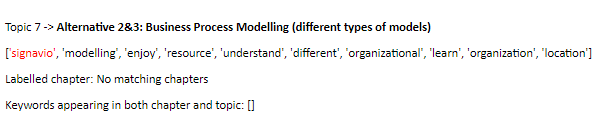 Topic 7 -> Alternative 2&3: Business Process Modelling (different types of models)
['signavio', 'modelling', 'enjoy', 'resource', 'understand', 'different', 'organizational', 'learn', 'organization', 'location']
Labelled chapter: No matching chapters
Keywords appearing in both chapter and topic: []